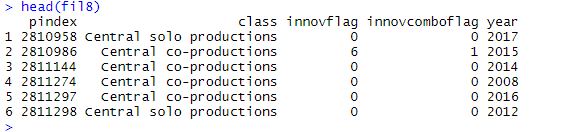 > head(fil8)
   pindex                    class innovflag innovcomboflag year
1 2810958 Central solo productions         0              0 2017
2 2810986   Central co-productions         6              1 2015
3 2811144   Central co-productions         0              0 2014
4 2811274   Central co-productions         0              0 2008
5 2811297   Central co-productions         0              0 2016
6 2811298 Central solo productions         0              0 2012
>